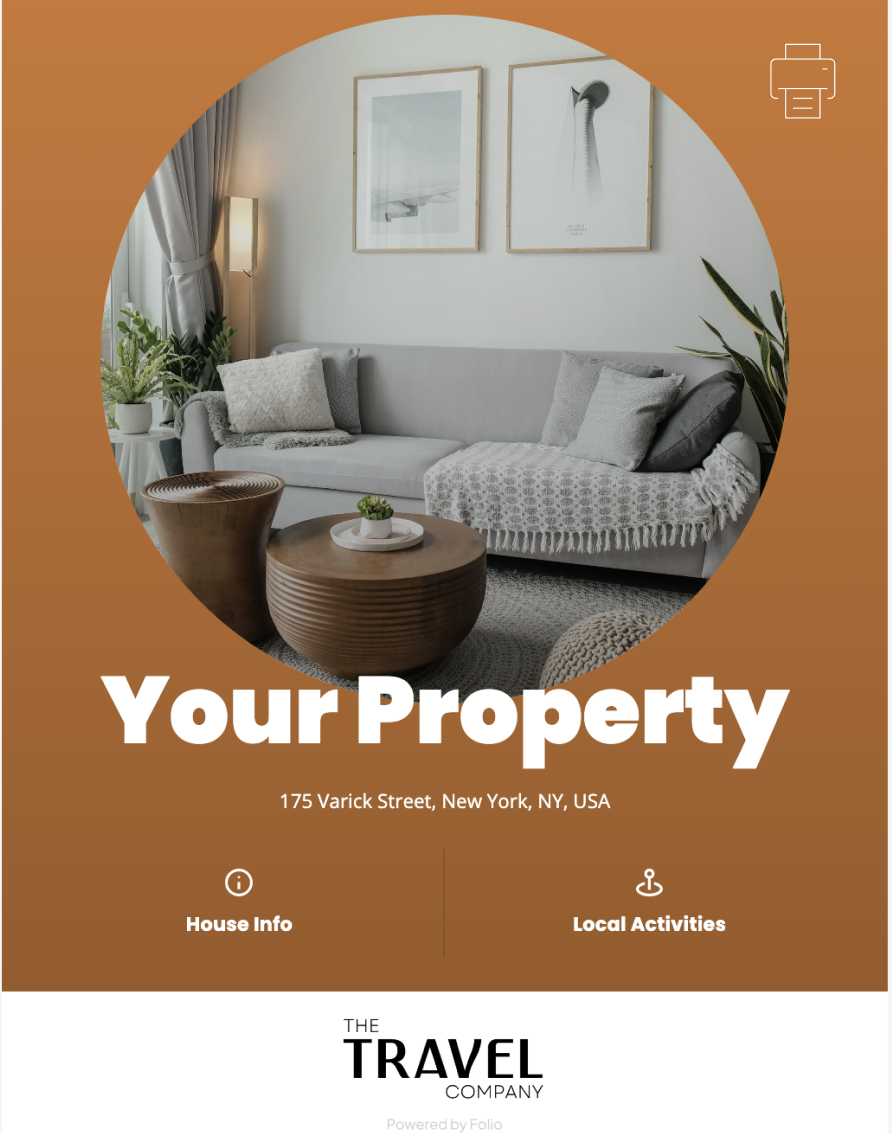 Your Property
175 Varick Street, New York, NY, USA
House Info
Local Activities
THE
TRAVEL
COMPANY
Powered by Folio